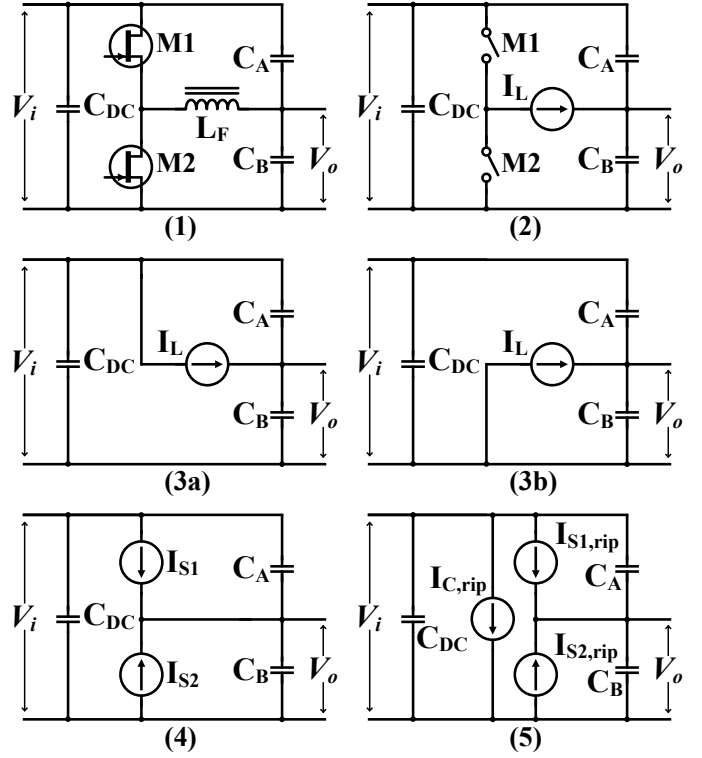 M1
C_A
V_i
C_DC
L_F
M2
C_B
V_o
(1)
M1
C_A
I_L
V_i
C_DC
M2
C_B
V_o
(2)
C_A
I_L
V_i
C_DC
C_B
V_o
(3a)
C_A
I_L
V_i
C_DC
C_B
V_o
(3b)
I_S1
C_A
V_i
C_DC
I_S2
C_B
V_o
(4)
I_S1,rip
C_A
I_C,rip
V_i
C_DC
I_S2,rip
C_B
V_o
(5)